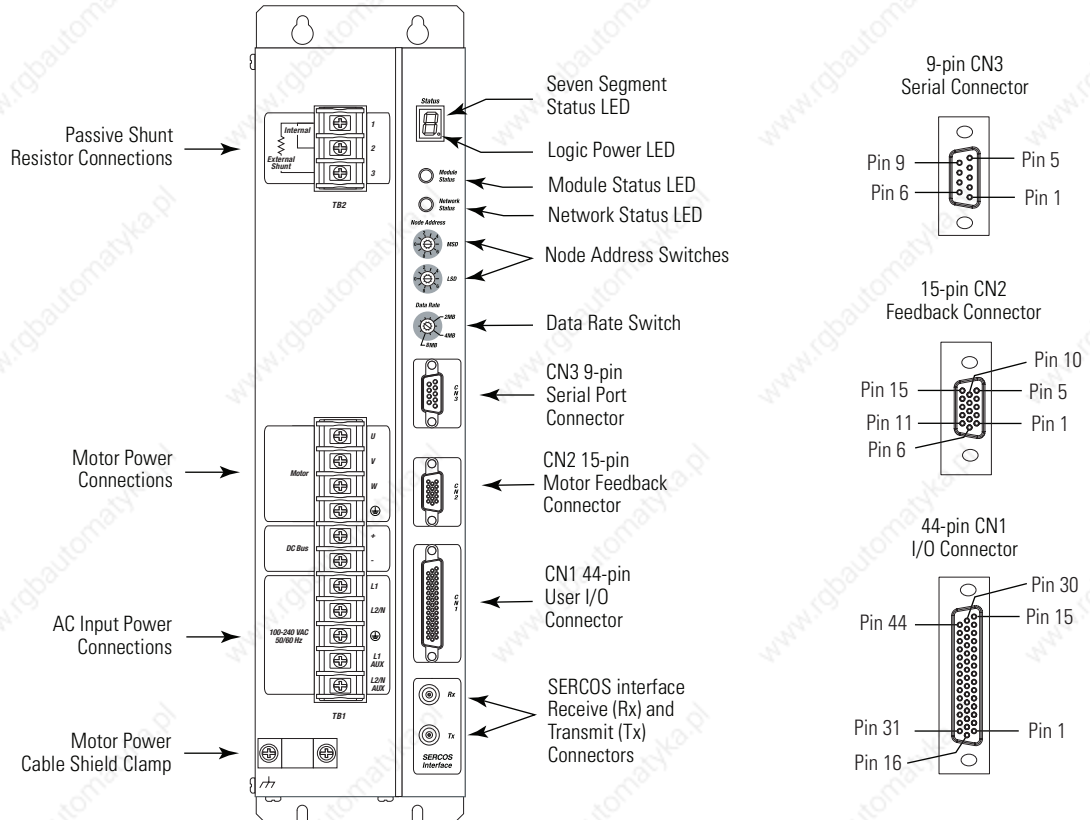 Passive Shunt
Resistor Connections
Internal
External
Shunt
1
2
3
TB2
Motor Power
Connections
Motor
U
V
W
DC Bus
+
-
AC Input Power
Connections
100-240 VAC
50/60 Hz
L1
L2/N
L1
AUX
L2/N
AUX
TB1
Motor Power
Cable Shield Clamp
Status
Module
Status
Network
Status
Node Address
MSD
LSD
Data Rate
2MB
4MB
8MB
CN3
CN2
CN1
Rx
Tx
SERCOS
Interface
Seven Segment
Status LED
Logic Power LED
Module Status LED
Network Status LED
Node Address Switches
Data Rate Switch
CN3 9-pin
Serial Port
Connector
CN2 15-pin
Motor Feedback
Connector
CN1 44-pin
User I/O
Connector
SERCOS interface
Receive (Rx) and
Transmit (Tx)
Connectors
9-pin CN3
Serial Connector
Pin 9
Pin 5
Pin 6
Pin 1
15-pin CN2
Feedback Connector
Pin 10
Pin 15
Pin 5
Pin 11
Pin 1
Pin 6
44-pin CN1
I/O Connector
Pin 30
Pin 44
Pin 15
Pin 31
Pin 1
Pin 16
www.rgbautomatyka.pl